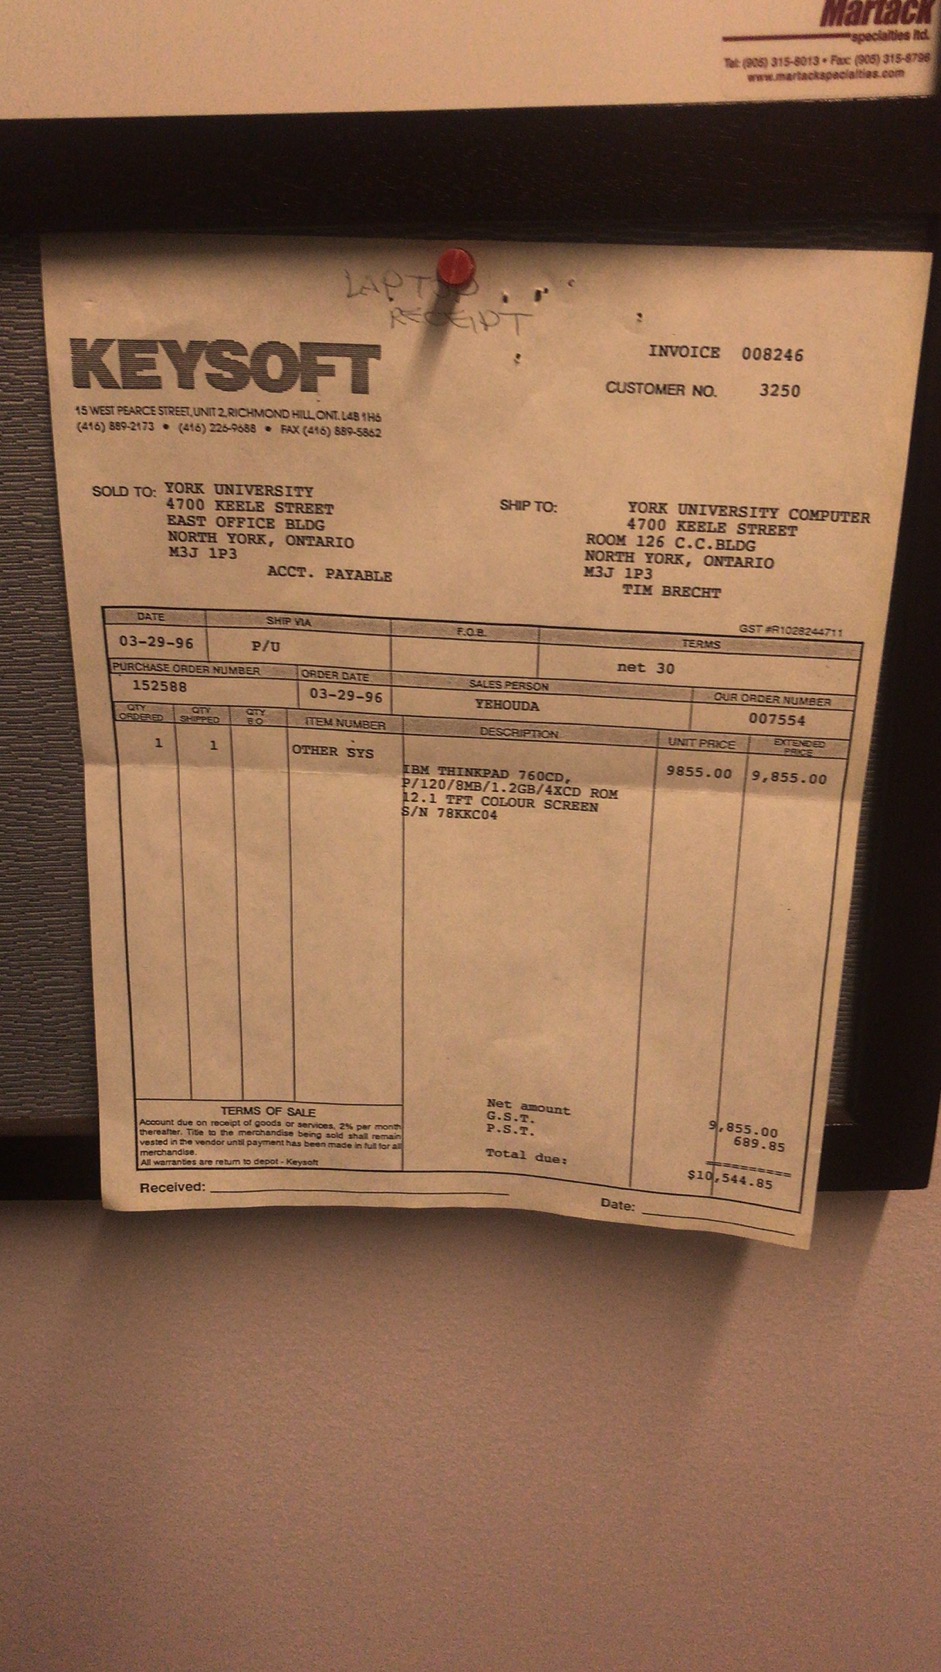 Martack
specialties ltd.
Tel: (905) 315-8013 • Fax: (905) 315-8796
www.martackspecialties.com
LAPTOP
RECEIPT
KEYSOFT
15 WEST PEARCE STREET, UNIT 2, RICHMOND HILL, ONT. L4B 1H6
(416) 889-2173 • (416) 226-9688 • FAX (416) 889-5862
INVOICE 008246
CUSTOMER NO. 3250
SOLD TO: YORK UNIVERSITY
4700 KEELE STREET
EAST OFFICE BLDG
NORTH YORK, ONTARIO
M3J 1P3
ACCT. PAYABLE
SHIP TO: YORK UNIVERSITY COMPUTER
4700 KEELE STREET
ROOM 126 C.C.BLDG
NORTH YORK, ONTARIO
M3J 1P3
TIM BRECHT
GST #R1028244711
DATE SHIP VIA F.O.B. TERMS
03-29-96 P/U net 30
PURCHASE ORDER NUMBER ORDER DATE SALES PERSON OUR ORDER NUMBER
152588 03-29-96 YEHOUDA 007554
QTY ORDERED QTY SHIPPED QTY B.O ITEM NUMBER DESCRIPTION UNIT PRICE EXTENDED PRICE
1 1 OTHER SYS IBM THINKPAD 760CD, 9855.00 9,855.00
P/120/8MB/1.2GB/4XCD ROM
12.1 TFT COLOUR SCREEN
S/N 78KKC04
TERMS OF SALE
Account due on receipt of goods or services, 2% per month
thereafter. Title to the merchandise being sold shall remain
vested in the vendor until payment has been made in full for all
merchandise.
All warranties are return to depot - Keysoft
Net amount 9,855.00
G.S.T. 689.85
P.S.T.
==========
Total due: $10,544.85
Received:
Date: